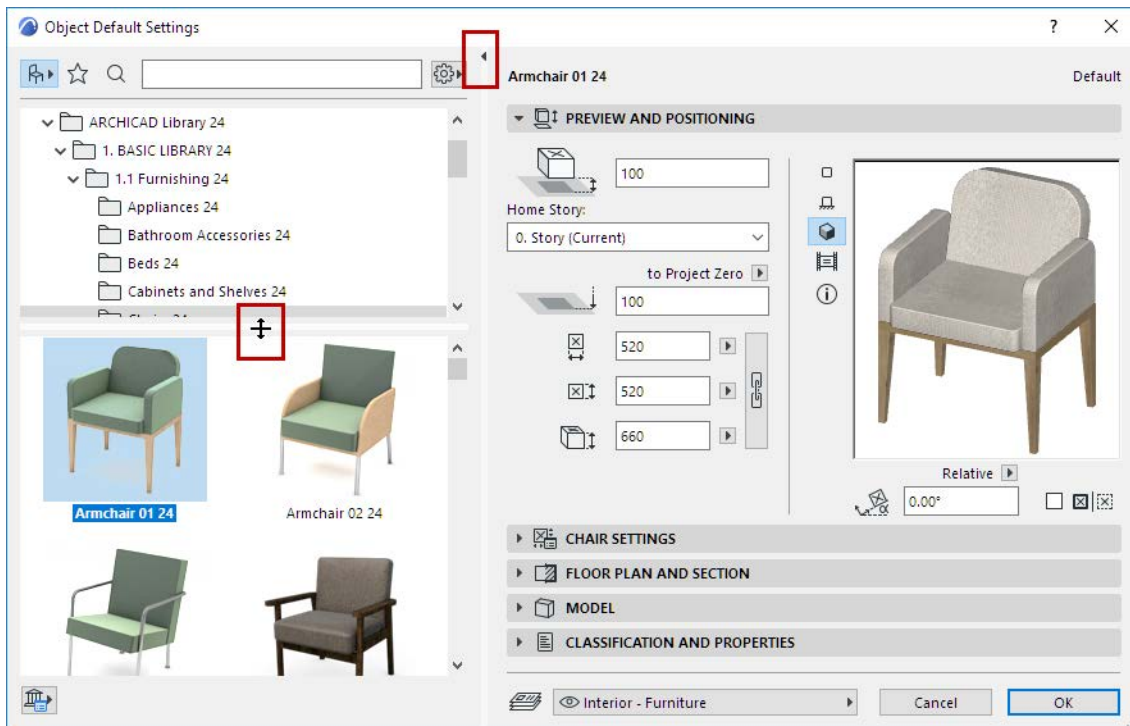 Object Default Settings
?
Armchair 01 24
Default
ARCHICAD Library 24
1. BASIC LIBRARY 24
1.1 Furnishing 24
Appliances 24
Bathroom Accessories 24
Beds 24
Cabinets and Shelves 24
Armchair 01 24
Armchair 02 24
PREVIEW AND POSITIONING
100
Home Story:
0. Story (Current)
to Project Zero
100
520
520
660
Relative
α 0.00°
CHAIR SETTINGS
FLOOR PLAN AND SECTION
MODEL
CLASSIFICATION AND PROPERTIES
Interior - Furniture
Cancel
OK